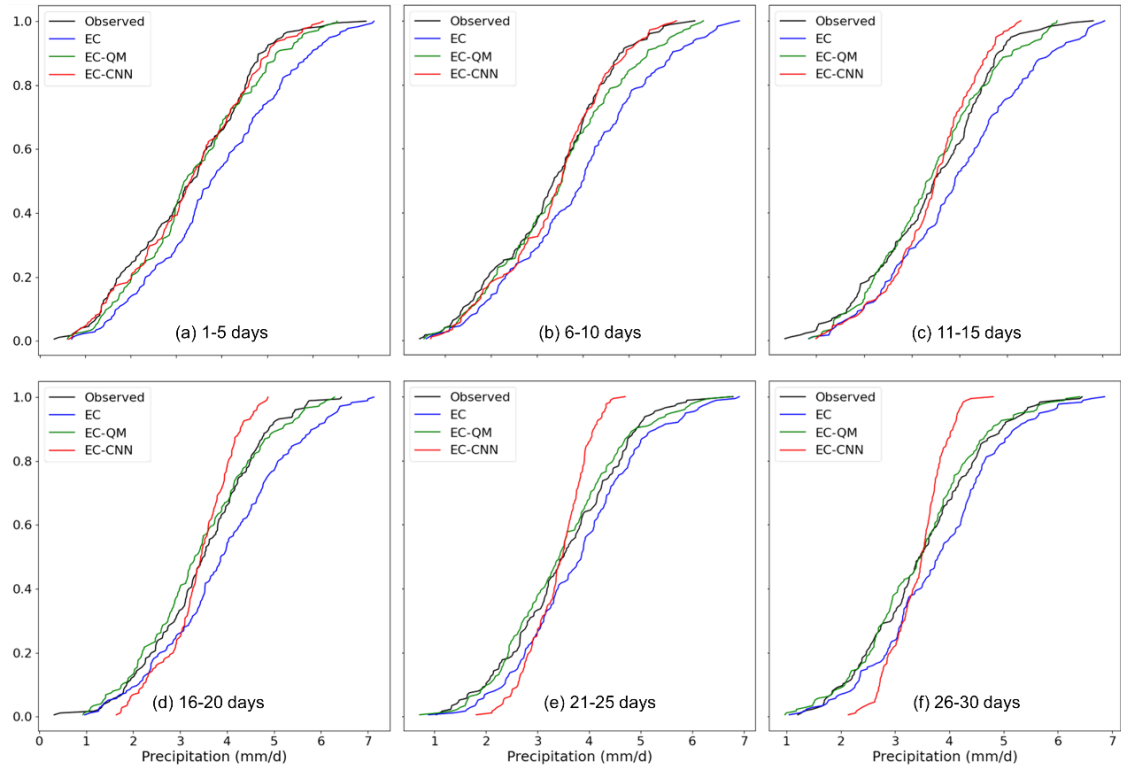 1.0
0.8
0.6
0.4
0.2
0.0
Observed
EC
EC-QM
EC-CNN
(a) 1-5 days
Observed
EC
EC-QM
EC-CNN
(b) 6-10 days
Observed
EC
EC-QM
EC-CNN
(c) 11-15 days
1.0
0.8
0.6
0.4
0.2
0.0
Observed
EC
EC-QM
EC-CNN
(d) 16-20 days
0 1 2 3 4 5 6 7
Precipitation (mm/d)
Observed
EC
EC-QM
EC-CNN
(e) 21-25 days
1 2 3 4 5 6 7
Precipitation (mm/d)
Observed
EC
EC-QM
EC-CNN
(f) 26-30 days
1 2 3 4 5 6 7
Precipitation (mm/d)